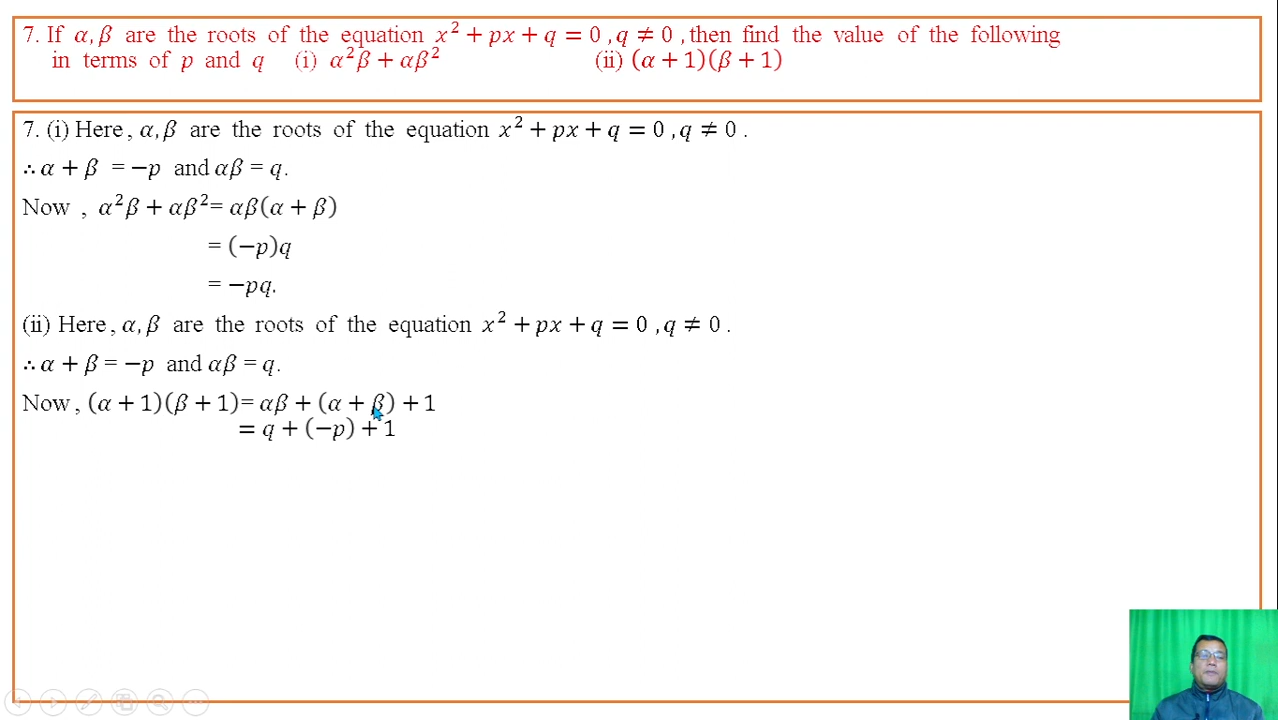 7. If α, β are the roots of the equation x² + px + q = 0 , q ≠ 0 , then find the value of the following
in terms of p and q (i) α²β + αβ² (ii) (α + 1)(β + 1)
7. (i) Here , α, β are the roots of the equation x² + px + q = 0 , q ≠ 0 .
∴ α + β = −p and αβ = q.
Now , α²β + αβ²= αβ(α + β)
= (−p)q
= −pq.
(ii) Here , α, β are the roots of the equation x² + px + q = 0 , q ≠ 0 .
∴ α + β = −p and αβ = q.
Now , (α + 1)(β + 1)= αβ + (α + β) + 1
= q + (−p) + 1